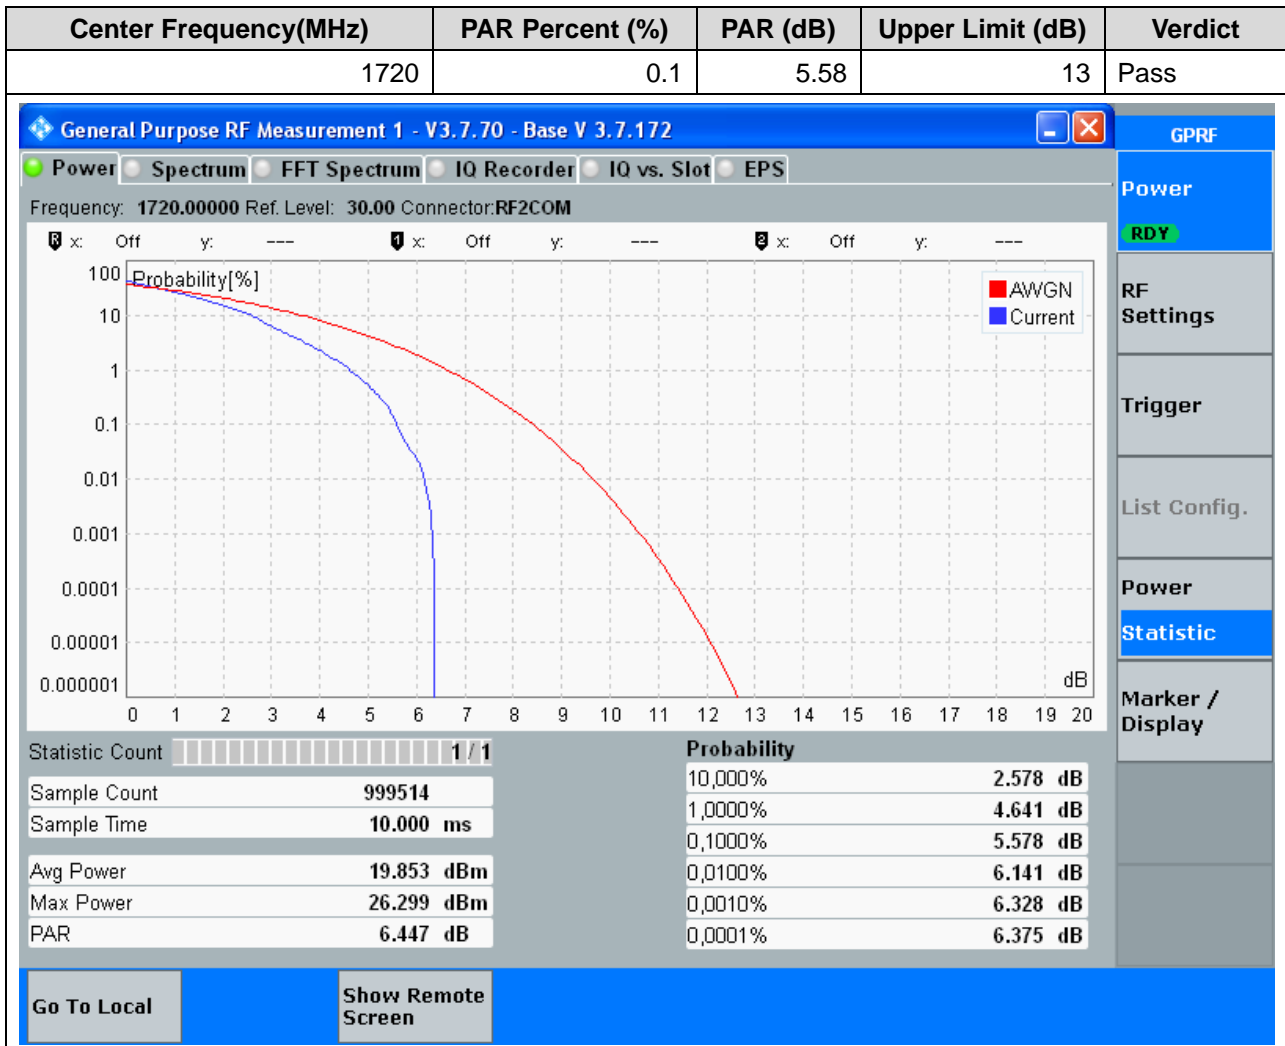 Center Frequency(MHz) PAR Percent (%) PAR (dB) Upper Limit (dB) Verdict
1720 0.1 5.58 13 Pass
General Purpose RF Measurement 1 - V3.7.70 - Base V 3.7.172
GPRF
Power Spectrum FFT Spectrum IQ Recorder IQ vs. Slot EPS
Power
RDY
Frequency: 1720.00000 Ref. Level: 30.00 Connector:RF2COM
R x: Off y: --- 1 x: Off y: --- 2 x: Off y: ---
Probability[%]
AWGN
Current
100
10
1
0.1
0.01
0.001
0.0001
0.00001
0.000001
dB
0 1 2 3 4 5 6 7 8 9 10 11 12 13 14 15 16 17 18 19 20
RF
Settings
Trigger
List Config.
Power
Statistic
Marker /
Display
Statistic Count 1 / 1
Sample Count 999514
Sample Time 10.000 ms
Avg Power 19.853 dBm
Max Power 26.299 dBm
PAR 6.447 dB
Probability
10,000% 2.578 dB
1,0000% 4.641 dB
0,1000% 5.578 dB
0,0100% 6.141 dB
0,0010% 6.328 dB
0,0001% 6.375 dB
Go To Local
Show Remote
Screen